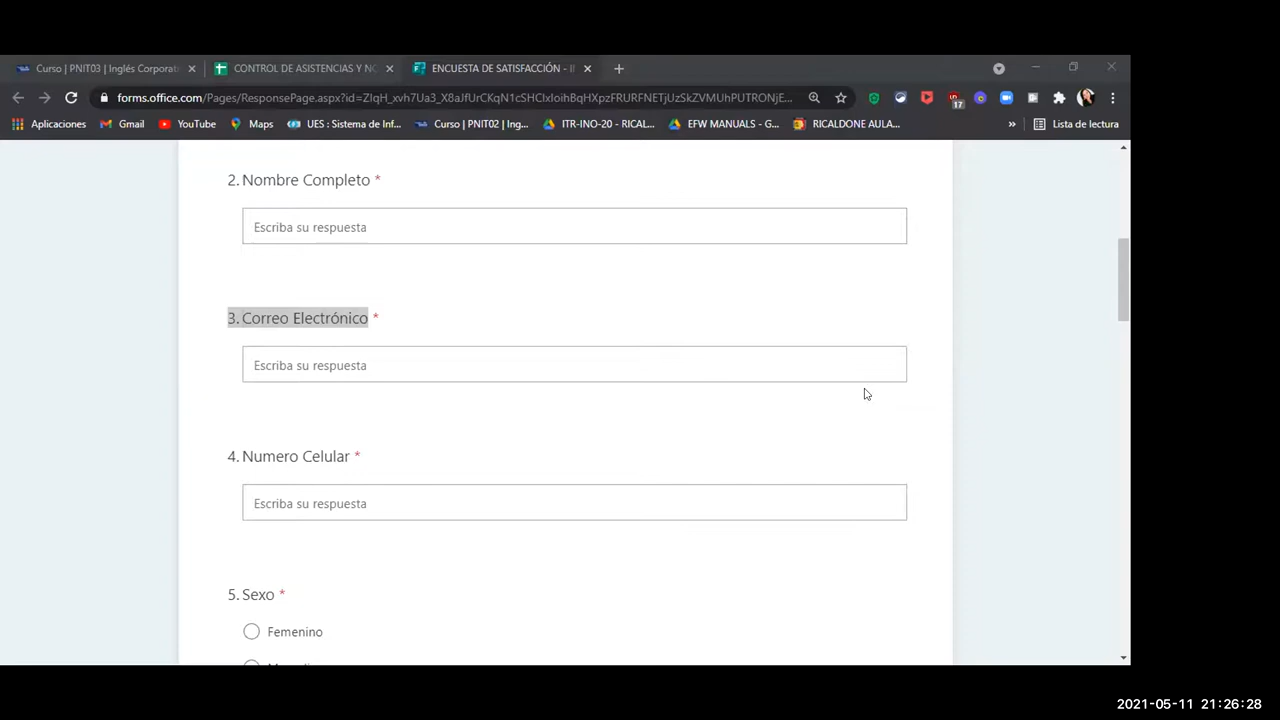 Curso | PNIT03 | Inglés Corporat
CONTROL DE ASISTENCIAS Y NO
ENCUESTA DE SATISFACCIÓN - II
forms.office.com/Pages/ResponsePage.aspx?id=
17
Aplicaciones
Gmail
YouTube
Maps
UES : Sistema de Inf...
Curso | PNIT02 | Ing...
ITR-INO-20 - RICAL...
EFW MANUALS - G...
RICALDONE AULA...
»
Lista de lectura
2. Nombre Completo *
Escriba su respuesta
3. Correo Electrónico *
Escriba su respuesta
4. Numero Celular *
Escriba su respuesta
5. Sexo *
Femenino
2021-05-11 21:26:28